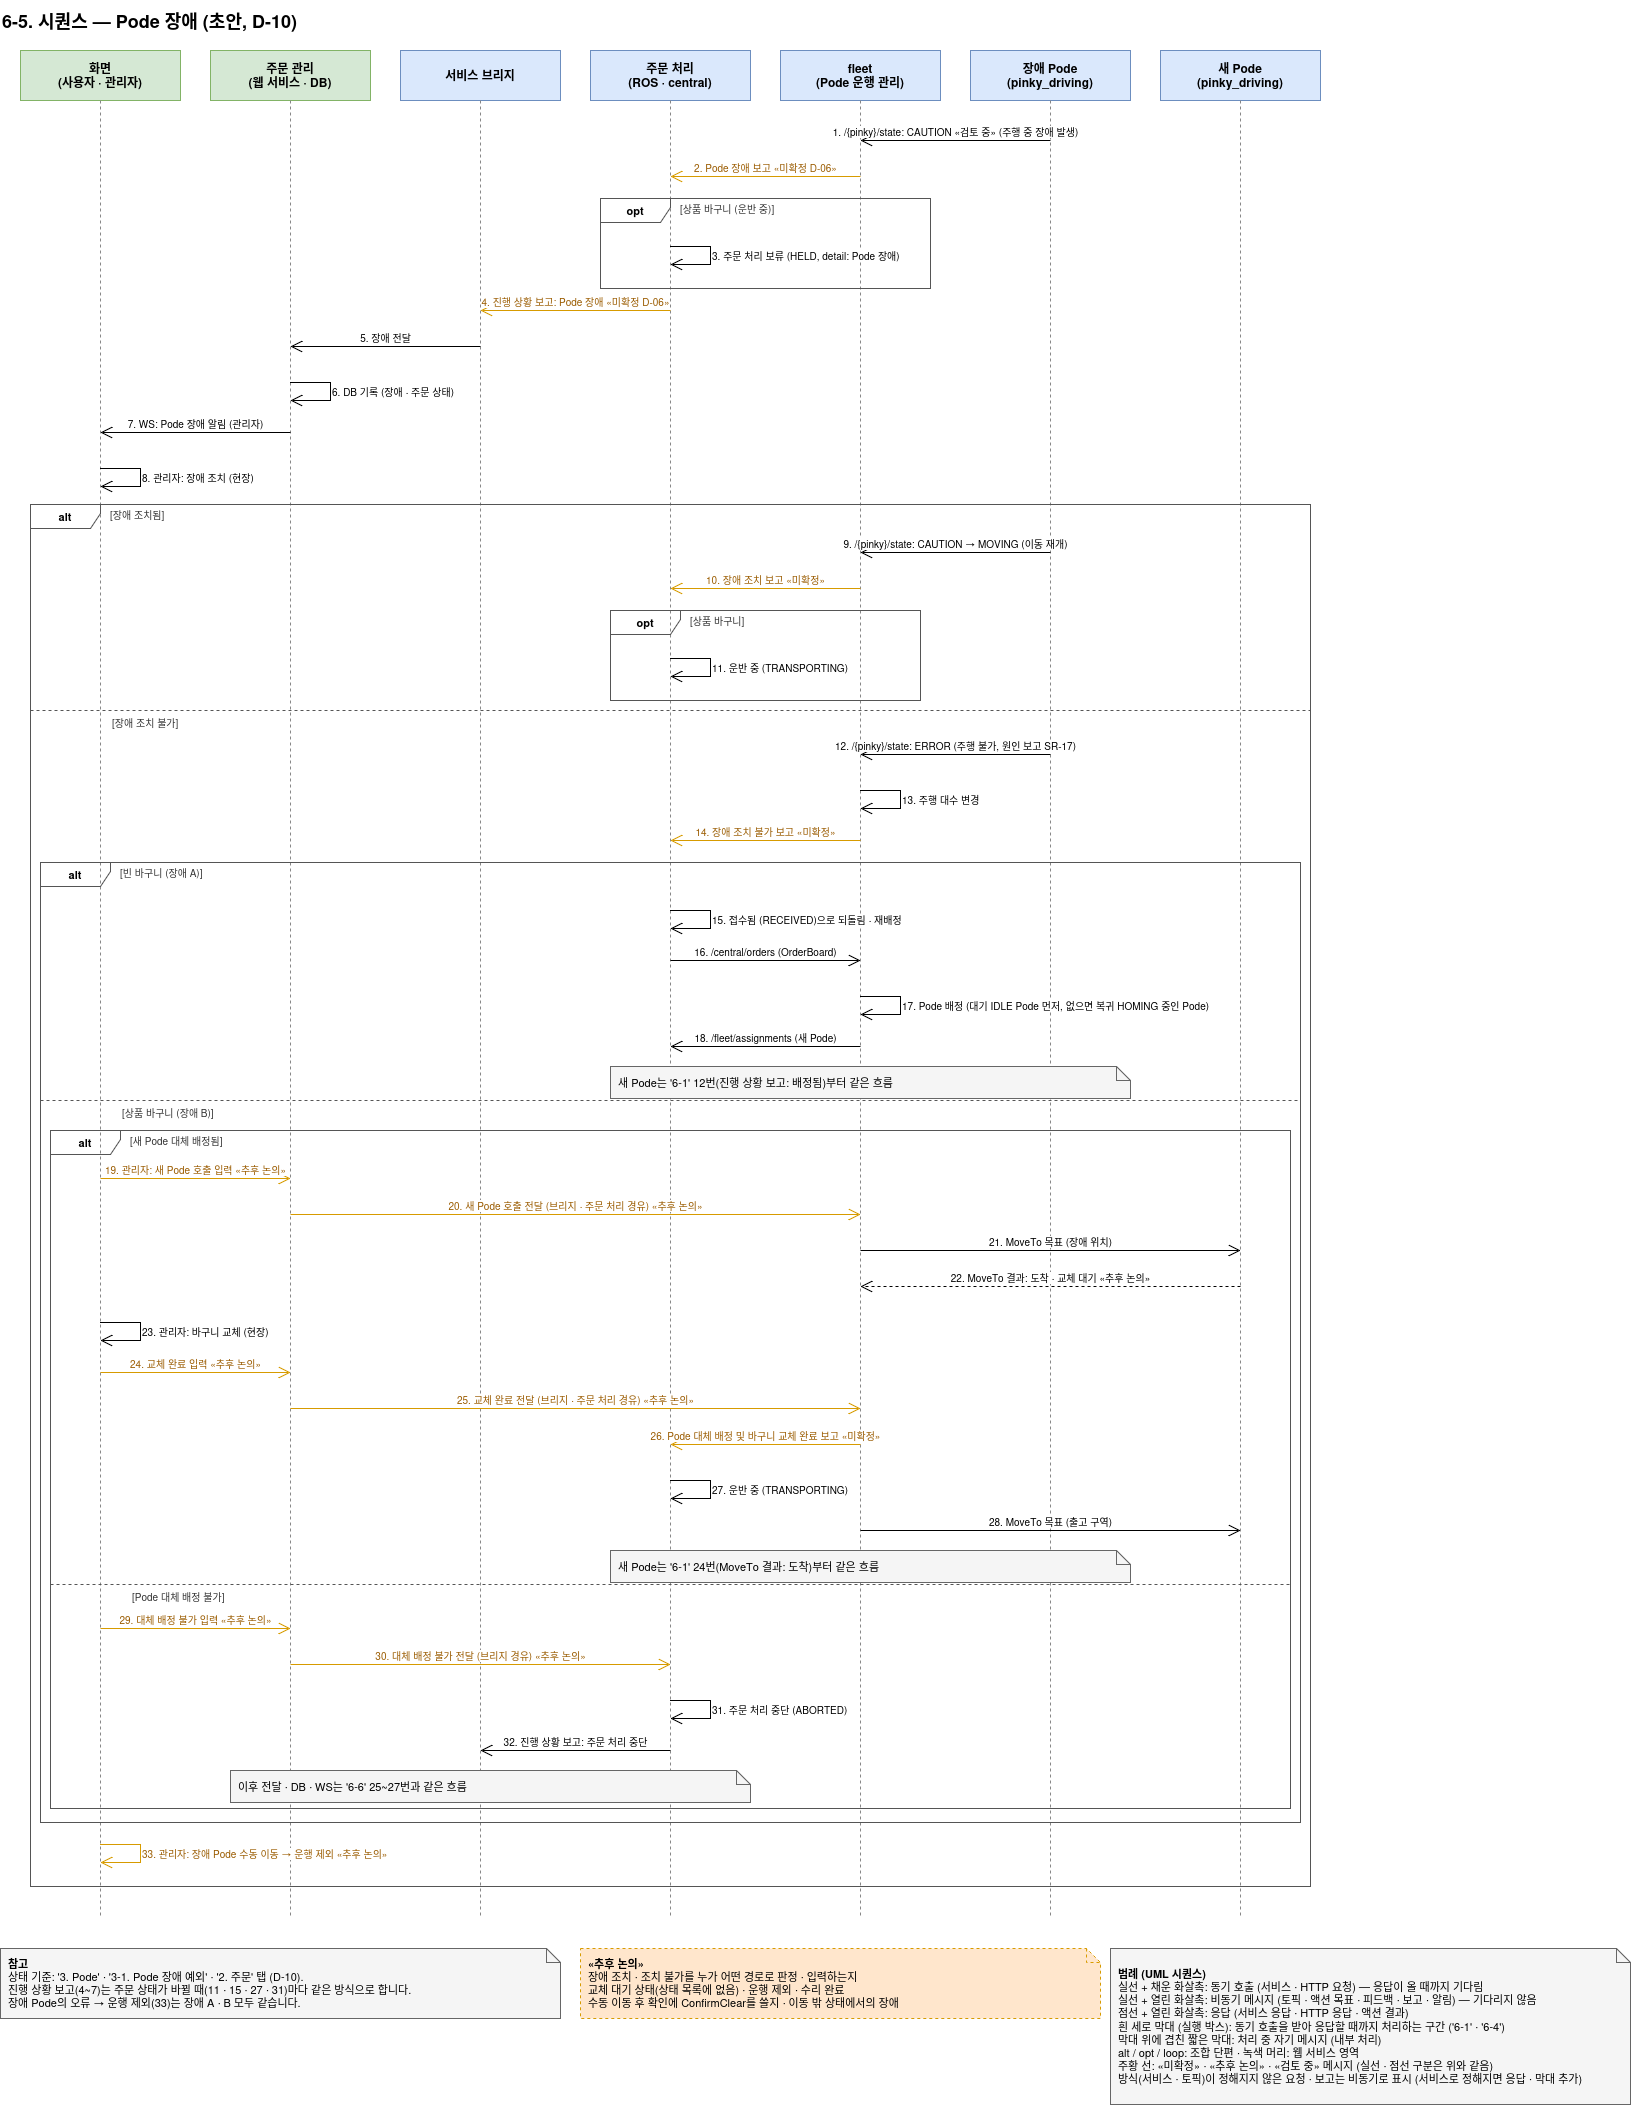 6-5. 시퀀스 — Pode 장애 (초안, D-10)
화면
(사용자 · 관리자)
주문 관리
(웹 서비스 · DB)
서비스 브리지
주문 처리
(ROS · central)
fleet
(Pode 운행 관리)
장애 Pode
(pinky_driving)
새 Pode
(pinky_driving)
1. /{pinky}/state: CAUTION «검토 중» (주행 중 장애 발생)
2. Pode 장애 보고 «미확정 D-06»
opt
[상품 바구니 (운반 중)]
3. 주문 처리 보류 (HELD, detail: Pode 장애)
4. 진행 상황 보고: Pode 장애 «미확정 D-06»
5. 장애 전달
6. DB 기록 (장애 · 주문 상태)
7. WS: Pode 장애 알림 (관리자)
8. 관리자: 장애 조치 (현장)
alt
[장애 조치됨]
9. /{pinky}/state: CAUTION → MOVING (이동 재개)
10. 장애 조치 보고 «미확정»
opt
[상품 바구니]
11. 운반 중 (TRANSPORTING)
[장애 조치 불가]
12. /{pinky}/state: ERROR (주행 불가, 원인 보고 SR-17)
13. 주행 대수 변경
14. 장애 조치 불가 보고 «미확정»
alt
[빈 바구니 (장애 A)]
15. 접수됨 (RECEIVED)으로 되돌림 · 재배정
16. /central/orders (OrderBoard)
17. Pode 배정 (대기 IDLE Pode 먼저, 없으면 복귀 HOMING 중인 Pode)
18. /fleet/assignments (새 Pode)
새 Pode는 '6-1' 12번(진행 상황 보고: 배정됨)부터 같은 흐름
[상품 바구니 (장애 B)]
alt
[새 Pode 대체 배정됨]
19. 관리자: 새 Pode 호출 입력 «추후 논의»
20. 새 Pode 호출 전달 (브리지 · 주문 처리 경유) «추후 논의»
21. MoveTo 목표 (장애 위치)
22. MoveTo 결과: 도착 · 교체 대기 «추후 논의»
23. 관리자: 바구니 교체 (현장)
24. 교체 완료 입력 «추후 논의»
25. 교체 완료 전달 (브리지 · 주문 처리 경유) «추후 논의»
26. Pode 대체 배정 및 바구니 교체 완료 보고 «미확정»
27. 운반 중 (TRANSPORTING)
28. MoveTo 목표 (출고 구역)
새 Pode는 '6-1' 24번(MoveTo 결과: 도착)부터 같은 흐름
[Pode 대체 배정 불가]
29. 대체 배정 불가 입력 «추후 논의»
30. 대체 배정 불가 전달 (브리지 경유) «추후 논의»
31. 주문 처리 중단 (ABORTED)
32. 진행 상황 보고: 주문 처리 중단
이후 전달 · DB · WS는 '6-6' 25~27번과 같은 흐름
33. 관리자: 장애 Pode 수동 이동 → 운행 제외 «추후 논의»
참고
상태 기준: '3. Pode' · '3-1. Pode 장애 예외' · '2. 주문' 탭 (D-10).
진행 상황 보고(4~7)는 주문 상태가 바뀔 때(11 · 15 · 27 · 31)마다 같은 방식으로 합니다.
장애 Pode의 오류 → 운행 제외(33)는 장애 A · B 모두 같습니다.
«추후 논의»
장애 조치 · 조치 불가를 누가 어떤 경로로 판정 · 입력하는지
교체 대기 상태(상태 목록에 없음) · 운행 제외 · 수리 완료
수동 이동 후 확인에 ConfirmClear를 쓸지 · 이동 밖 상태에서의 장애
범례 (UML 시퀀스)
실선 + 채운 화살촉: 동기 호출 (서비스 · HTTP 요청) — 응답이 올 때까지 기다림
실선 + 열린 화살촉: 비동기 메시지 (토픽 · 액션 목표 · 피드백 · 보고 · 알림) — 기다리지 않음
점선 + 열린 화살촉: 응답 (서비스 응답 · HTTP 응답 · 액션 결과)
흰 세로 막대 (실행 박스): 동기 호출을 받아 응답할 때까지 처리하는 구간 ('6-1' · '6-4')
막대 위에 겹친 짧은 막대: 처리 중 자기 메시지 (내부 처리)
alt / opt / loop: 조합 단편 · 녹색 머리: 웹 서비스 영역
주황 선: «미확정» · «추후 논의» · «검토 중» 메시지 (실선 · 점선 구분은 위와 같음)
방식(서비스 · 토픽)이 정해지지 않은 요청 · 보고는 비동기로 표시 (서비스로 정해지면 응답 · 막대 추가)